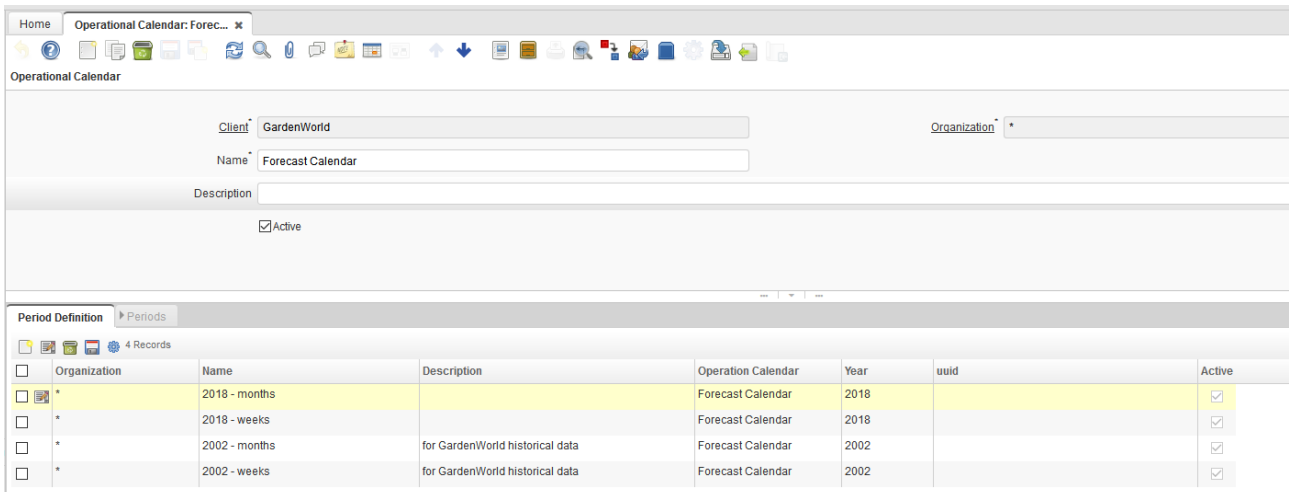 Home Operational Calendar: Forec... ×
Operational Calendar
Client* GardenWorld Organization* *
Name* Forecast Calendar
Description
Active
Period Definition Periods
4 Records
Organization Name Description Operation Calendar Year uuid Active
* 2018 - months Forecast Calendar 2018
* 2018 - weeks Forecast Calendar 2018
* 2002 - months for GardenWorld historical data Forecast Calendar 2002
* 2002 - weeks for GardenWorld historical data Forecast Calendar 2002